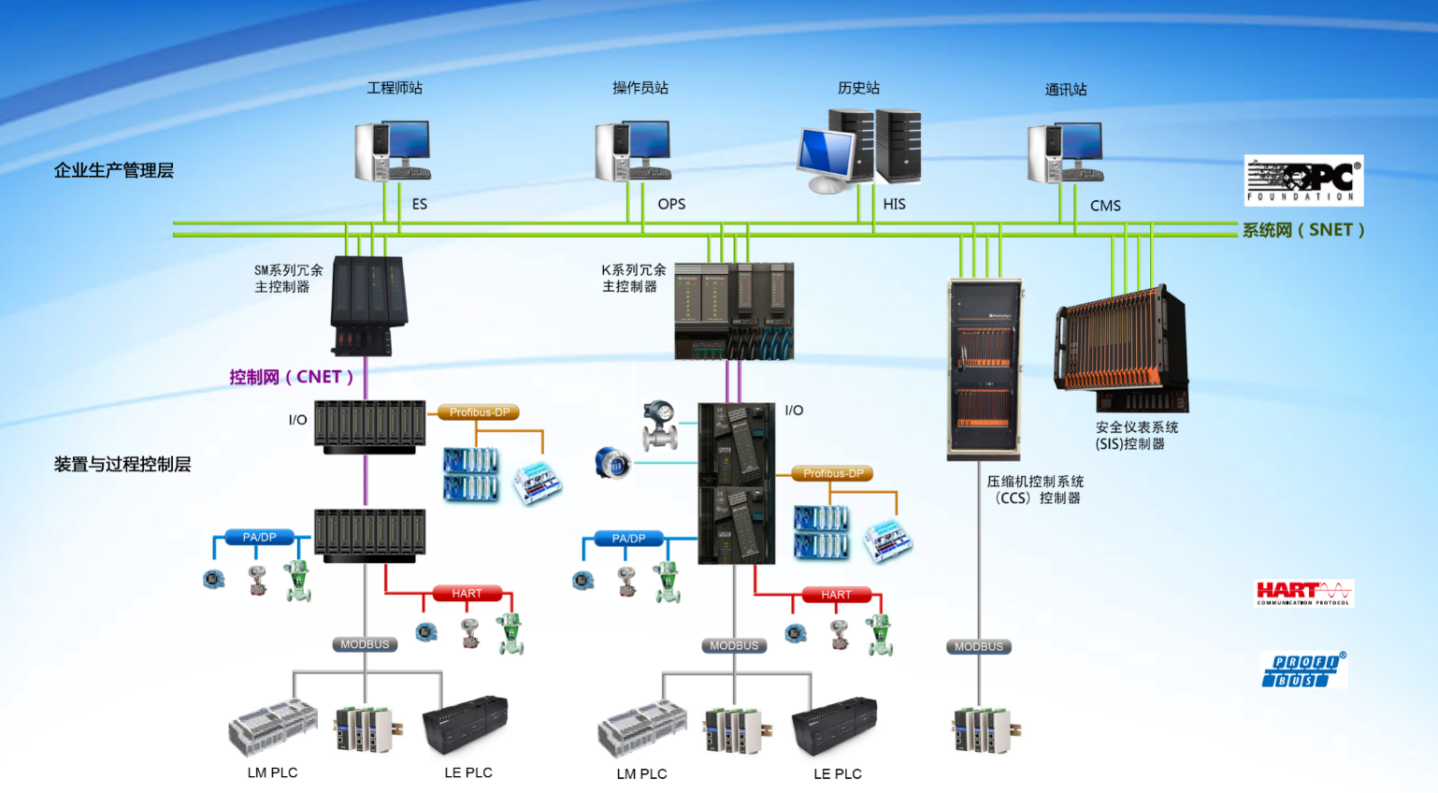 工程师站
操作员站
历史站
通讯站
企业生产管理层
OPC®
FOUNDATION
ES
OPS
HIS
CMS
系统网（SNET）
SM系列冗余
主控制器
K系列冗余
主控制器
控制网（CNET）
I/O
Profibus-DP
I/O
安全仪表系统
(SIS)控制器
装置与过程控制层
Profibus-DP
压缩机控制系统
（CCS）控制器
PA/DP
PA/DP
HART
HART
HART
COMMUNICATION PROTOCOL
MODBUS
MODBUS
MODBUS
PROFI®
BUS
LM PLC
LE PLC
LM PLC
LE PLC